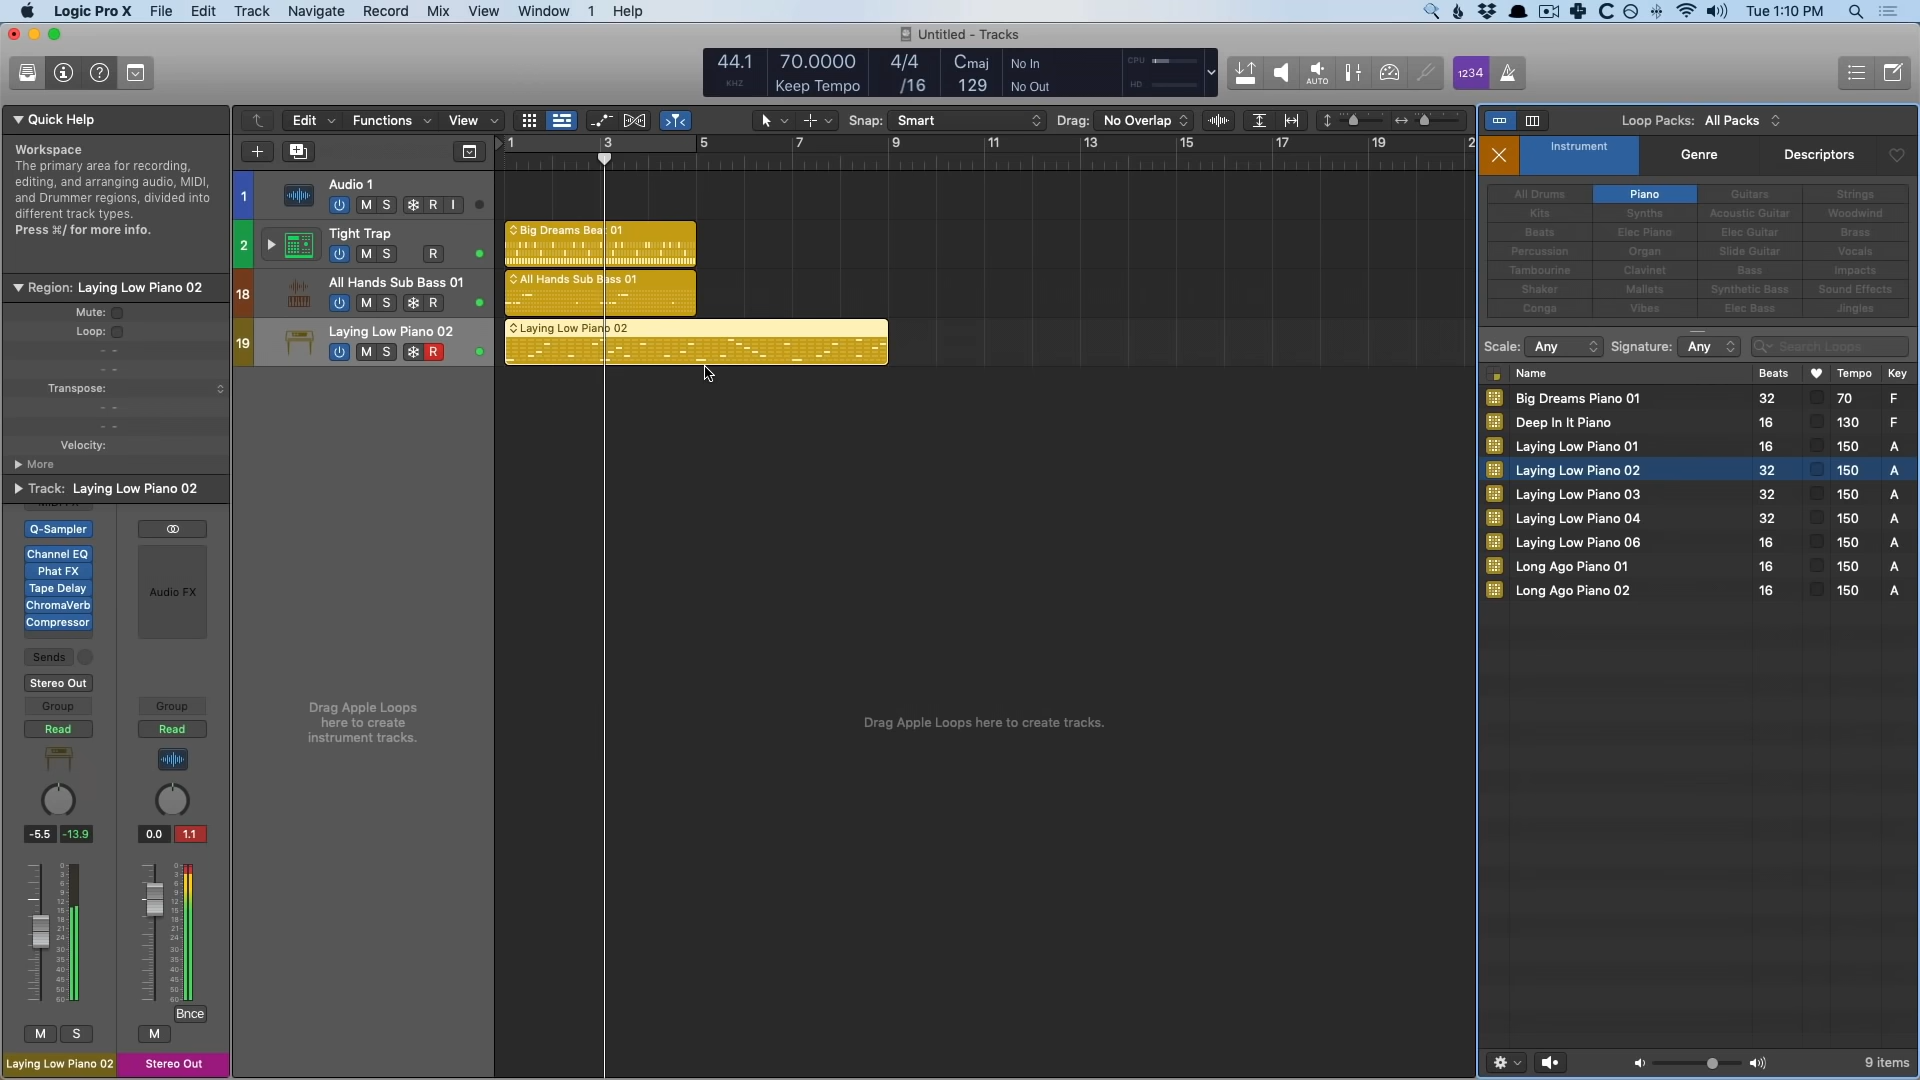 Logic Pro X File Edit Track Navigate Record Mix View Window 1 Help Tue 1:10 PM
Untitled - Tracks
44.1 70.0000 4/4 Cmaj No In CPU
KHZ Keep Tempo /16 129 No Out HD
AUTO 1234
Quick Help
Workspace
The primary area for recording,
editing, and arranging audio, MIDI,
and Drummer regions, divided into
different track types.
Press ⌘/ for more info.
Region: Laying Low Piano 02
Mute:
Loop:
Transpose:
Velocity:
More
Track: Laying Low Piano 02
Q-Sampler
Channel EQ
Phat FX
Tape Delay
ChromaVerb
Compressor
Audio FX
Sends
Stereo Out
Group Group
Read Read
-5.5 -13.9 0.0 1.1
Bnce
M S M
Laying Low Piano 02 Stereo Out
Edit Functions View Snap: Smart Drag: No Overlap
1 3 5 7 9 11 13 15 17 19 2
1 Audio 1
M S R I
2 Tight Trap
M S R
18 All Hands Sub Bass 01
M S R
19 Laying Low Piano 02
M S R
Big Dreams Beat 01
All Hands Sub Bass 01
Laying Low Piano 02
Drag Apple Loops
here to create
instrument tracks.
Drag Apple Loops here to create tracks.
Loop Packs: All Packs
Instrument Genre Descriptors
All Drums Piano Guitars Strings
Kits Synths Acoustic Guitar Woodwind
Beats Elec Piano Elec Guitar Brass
Percussion Organ Slide Guitar Vocals
Tambourine Clavinet Bass Impacts
Shaker Mallets Synthetic Bass Sound Effects
Conga Vibes Elec Bass Jingles
Scale: Any Signature: Any Search Loops
Name Beats Tempo Key
Big Dreams Piano 01 32 70 F
Deep In It Piano 16 130 F
Laying Low Piano 01 16 150 A
Laying Low Piano 02 32 150 A
Laying Low Piano 03 32 150 A
Laying Low Piano 04 32 150 A
Laying Low Piano 06 16 150 A
Long Ago Piano 01 16 150 A
Long Ago Piano 02 16 150 A
9 items